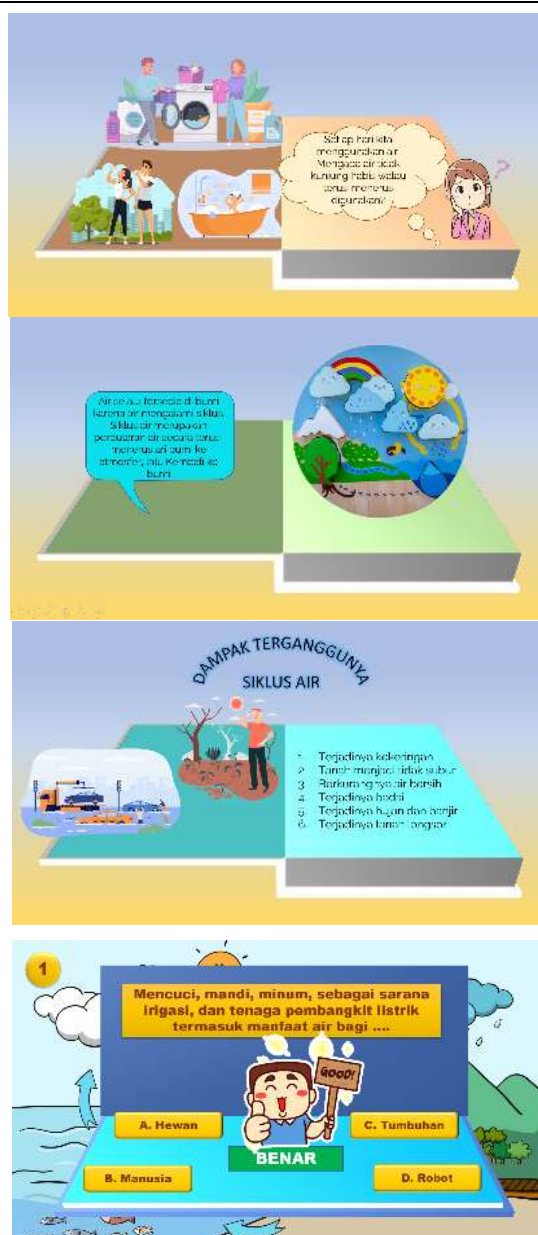 Setiap hari kita
menggunakan air
Mengapa air tidak
kunjung habis walau
terus menerus
digunakan?
Air selalu tersedia di bumi
karena air mengalami siklus.
Siklus air merupakan
perputaran air secara terus
menerus dari bumi ke
atmosfer, lalu Kembali ke
bumi
DAMPAK TERGANGGUNYA
SIKLUS AIR
1. Terjadinya kekeringan
2. Tanah menjadi tidak subur
3. Berkurangnya air bersih
4. Terjadinya badai
5. Terjadinya hujan dan banjir
6. Terjadinya tanah longsor
1
Mencuci, mandi, minum, sebagai sarana
irigasi, dan tenaga pembangkit listrik
termasuk manfaat air bagi ....
GOOD!
A. Hewan
C. Tumbuhan
BENAR
B. Manusia
D. Robot